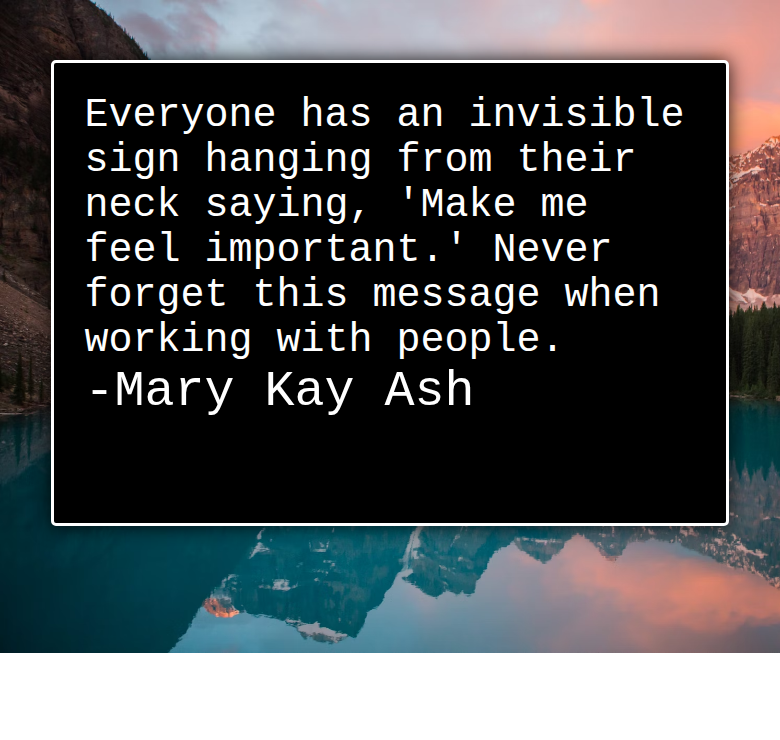 Everyone has an invisible
sign hanging from their
neck saying, 'Make me
feel important.' Never
forget this message when
working with people.
-Mary Kay Ash